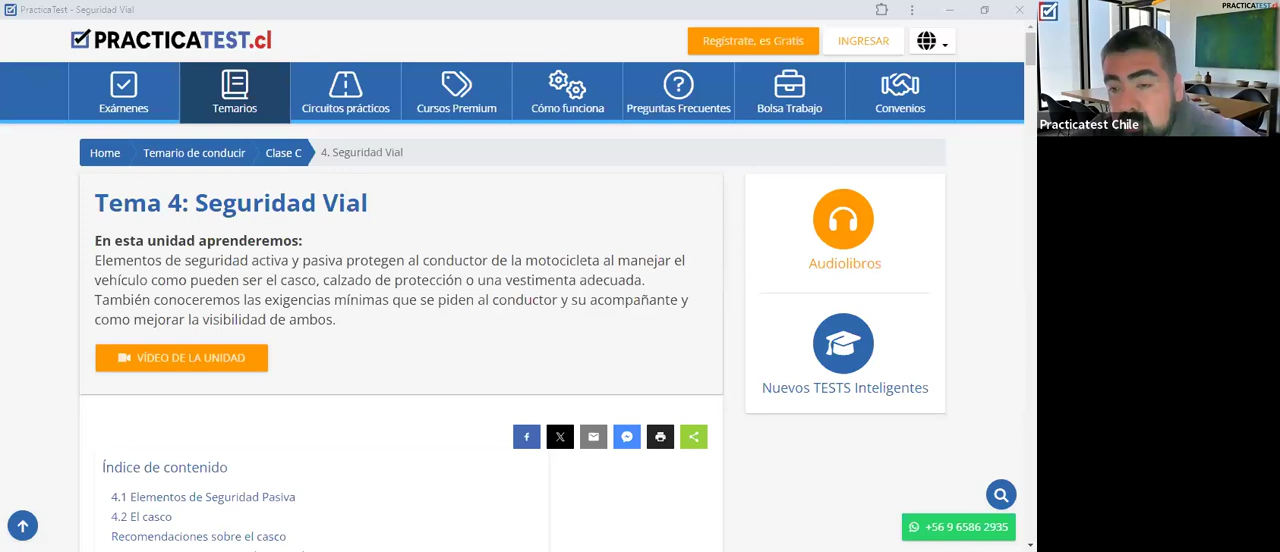 PracticaTest - Seguridad Vial
PRACTICATEST.cl
Regístrate, es Gratis
INGRESAR
Exámenes
Temarios
Circuitos prácticos
Cursos Premium
Cómo funciona
Preguntas Frecuentes
Bolsa Trabajo
Convenios
Home
Temario de conducir
Clase C
4. Seguridad Vial
Tema 4: Seguridad Vial
En esta unidad aprenderemos:
Elementos de seguridad activa y pasiva protegen al conductor de la motocicleta al manejar el
vehículo como pueden ser el casco, calzado de protección o una vestimenta adecuada.
También conoceremos las exigencias mínimas que se piden al conductor y su acompañante y
como mejorar la visibilidad de ambos.
VÍDEO DE LA UNIDAD
Audiolibros
Nuevos TESTS Inteligentes
Índice de contenido
4.1 Elementos de Seguridad Pasiva
4.2 El casco
Recomendaciones sobre el casco
+56 9 6586 2935
PRACTICATEST.cl
Practicatest Chile